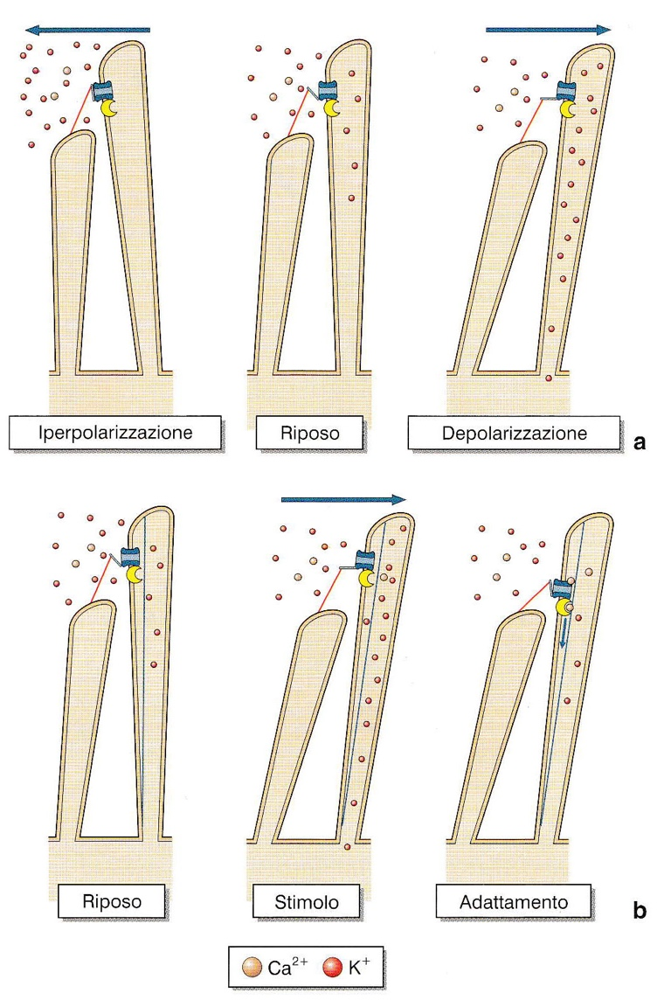 Iperpolarizzazione
Riposo
Depolarizzazione
a
Riposo
Stimolo
Adattamento
b
Ca²⁺
K⁺